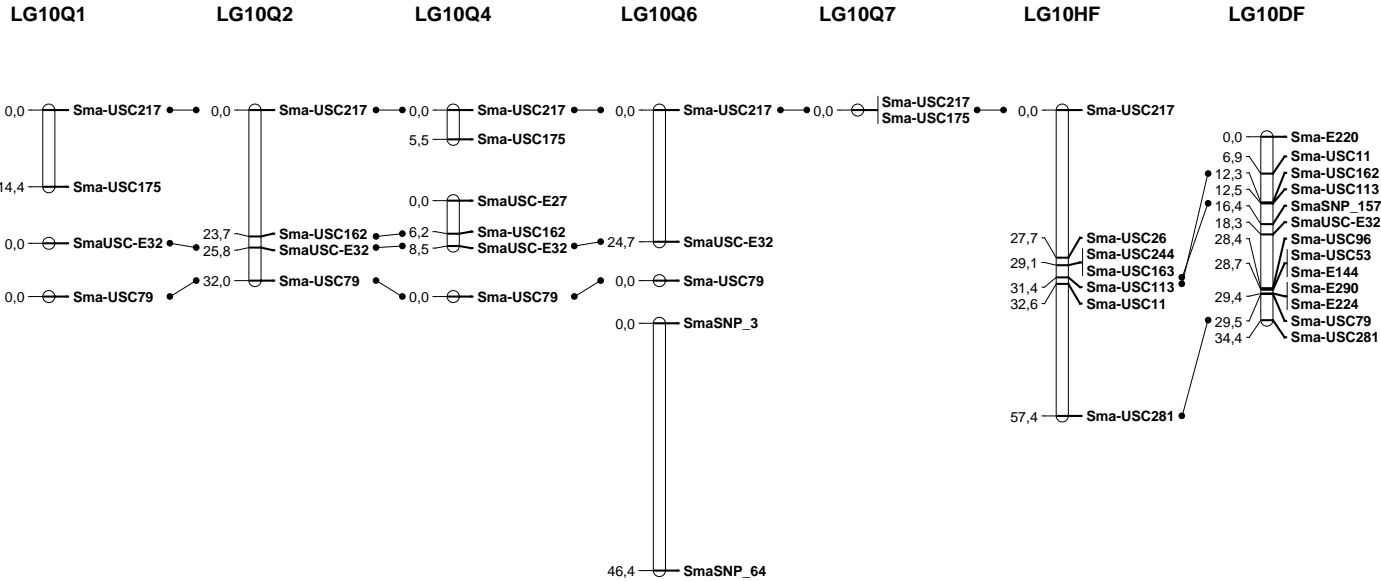 LG10Q1 LG10Q2 LG10Q4 LG10Q6 LG10Q7 LG10HF LG10DF
0,0 Sma-USC217
14,4 Sma-USC175
0,0 SmaUSC-E32
0,0 Sma-USC79
0,0 Sma-USC217
23,7 Sma-USC162
25,8 SmaUSC-E32
32,0 Sma-USC79
0,0 Sma-USC217
5,5 Sma-USC175
0,0 SmaUSC-E27
6,2 Sma-USC162
8,5 SmaUSC-E32
0,0 Sma-USC79
0,0 Sma-USC217
24,7 SmaUSC-E32
0,0 Sma-USC79
0,0 SmaSNP_3
46,4 SmaSNP_64
0,0 Sma-USC217
Sma-USC175
0,0 Sma-USC217
27,7 Sma-USC26
29,1 Sma-USC244
Sma-USC163
31,4 Sma-USC113
32,6 Sma-USC11
57,4 Sma-USC281
0,0 Sma-E220
6,9 Sma-USC11
12,3 Sma-USC162
12,5 Sma-USC113
16,4 SmaSNP_157
18,3 SmaUSC-E32
28,4 Sma-USC96
28,7 Sma-USC53
Sma-E144
29,4 Sma-E290
Sma-E224
29,5 Sma-USC79
34,4 Sma-USC281